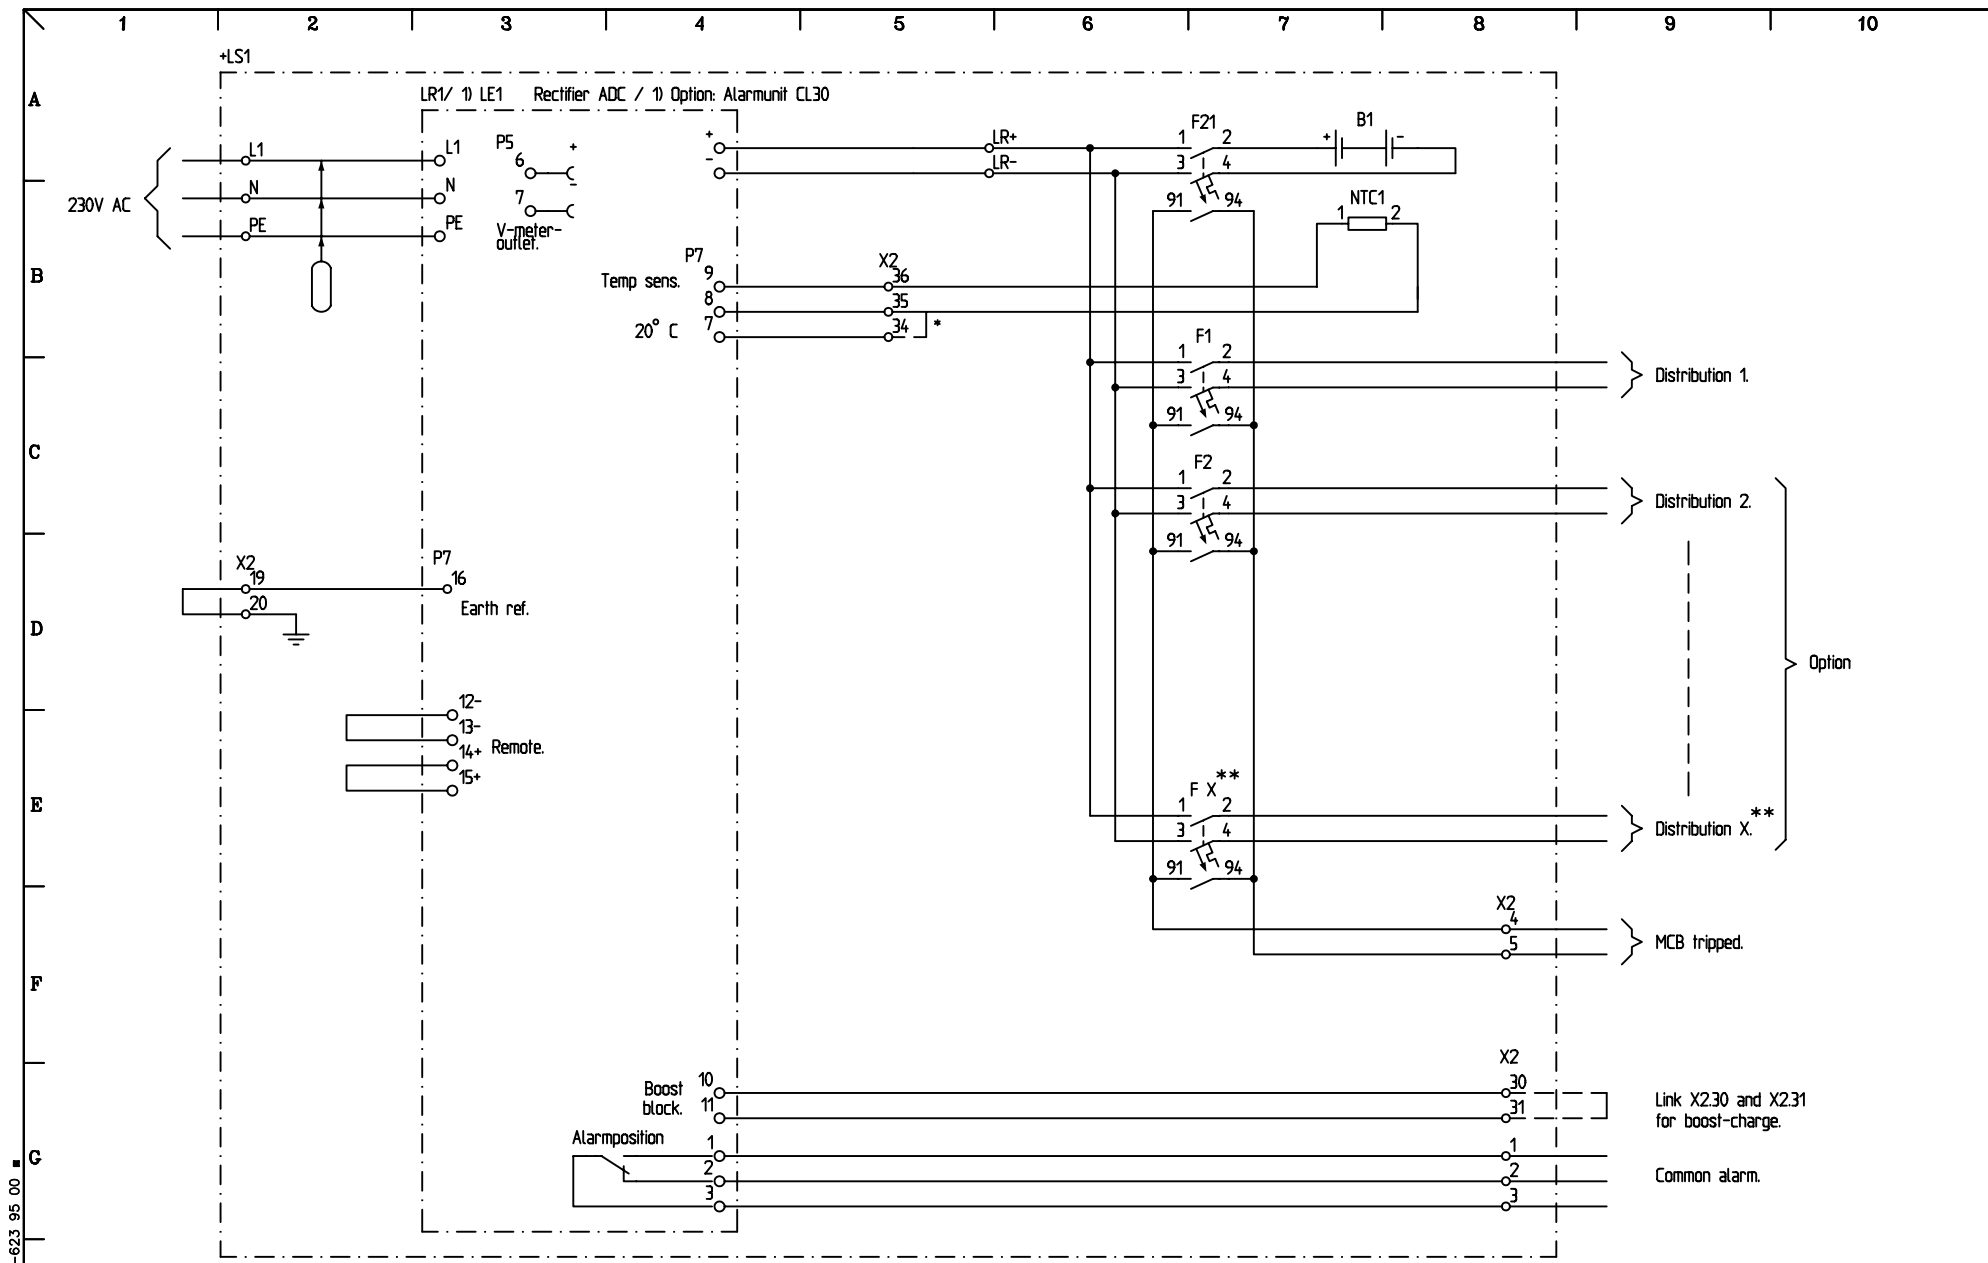 1 2 3 4 5 6 7 8 9 10
+LS1
A
LR1/ 1) LE1 Rectifier ADC / 1) Option: Alarmunit CL30
F21
B1
P5
+
+
LR+
1 2
+ -
L1
L1
6
-
LR-
3 4
-
N
N
7
91 94
NTC1
230V AC
1 2
PE
PE
V-meter-
outlet.
P7
X2
B
Temp sens.
9
36
8
35
20° C
7
34
*
F1
1 2
3 4
Distribution 1.
91 94
C
F2
1 2
3 4
Distribution 2.
91 94
X2
P7
19
16
20
Earth ref.
D
Option
12-
13-
14+
Remote.
15+
F X**
E
1 2
3 4
Distribution X.**
91 94
X2
4
5
MCB tripped.
F
X2
Boost
block.
10
30
11
31
Link X2.30 and X2.31
for boost-charge.
Alarmposition
G
1
1
2
2
Common alarm.
3
3
-623 95 00